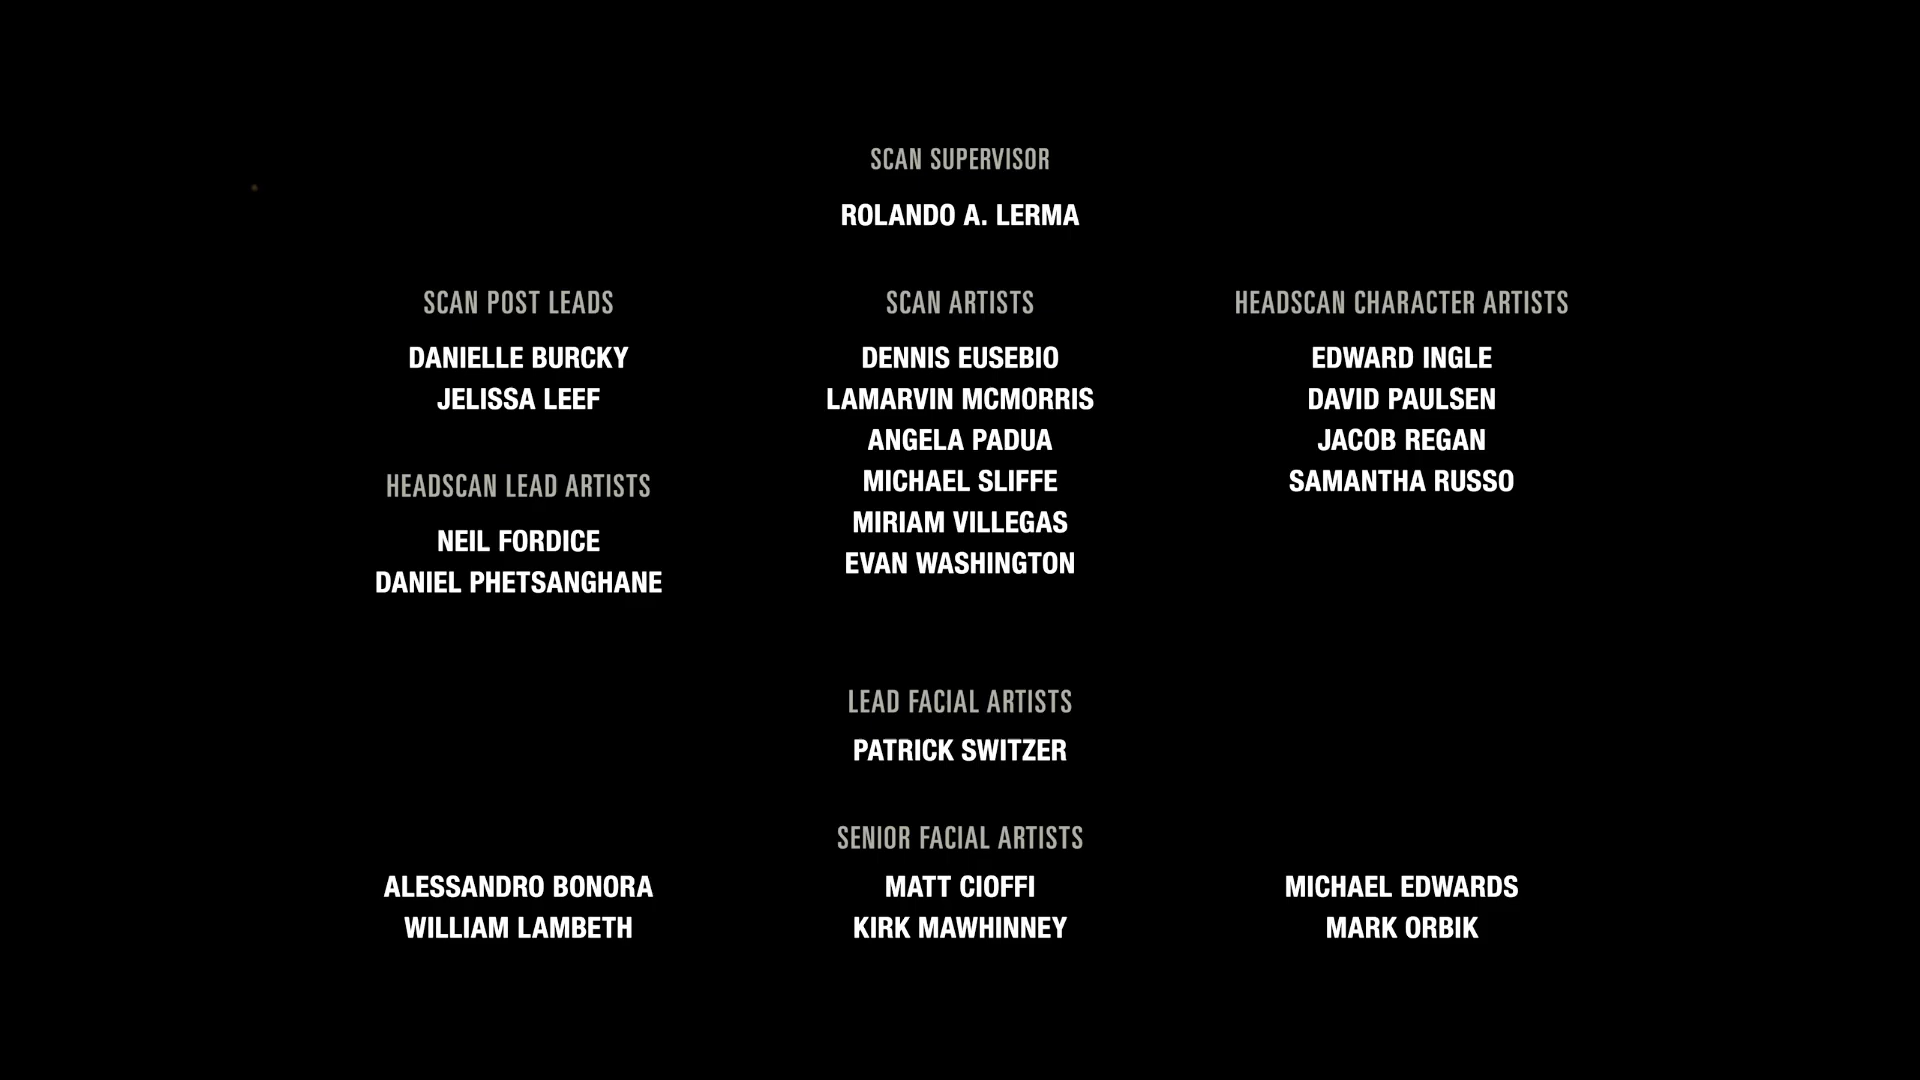 SCAN SUPERVISOR
ROLANDO A. LERMA
SCAN POST LEADS
DANIELLE BURCKY
JELISSA LEEF
HEADSCAN LEAD ARTISTS
NEIL FORDICE
DANIEL PHETSANGHANE
SCAN ARTISTS
DENNIS EUSEBIO
LAMARVIN MCMORRIS
ANGELA PADUA
MICHAEL SLIFFE
MIRIAM VILLEGAS
EVAN WASHINGTON
HEADSCAN CHARACTER ARTISTS
EDWARD INGLE
DAVID PAULSEN
JACOB REGAN
SAMANTHA RUSSO
LEAD FACIAL ARTISTS
PATRICK SWITZER
SENIOR FACIAL ARTISTS
ALESSANDRO BONORA
WILLIAM LAMBETH
MATT CIOFFI
KIRK MAWHINNEY
MICHAEL EDWARDS
MARK ORBIK